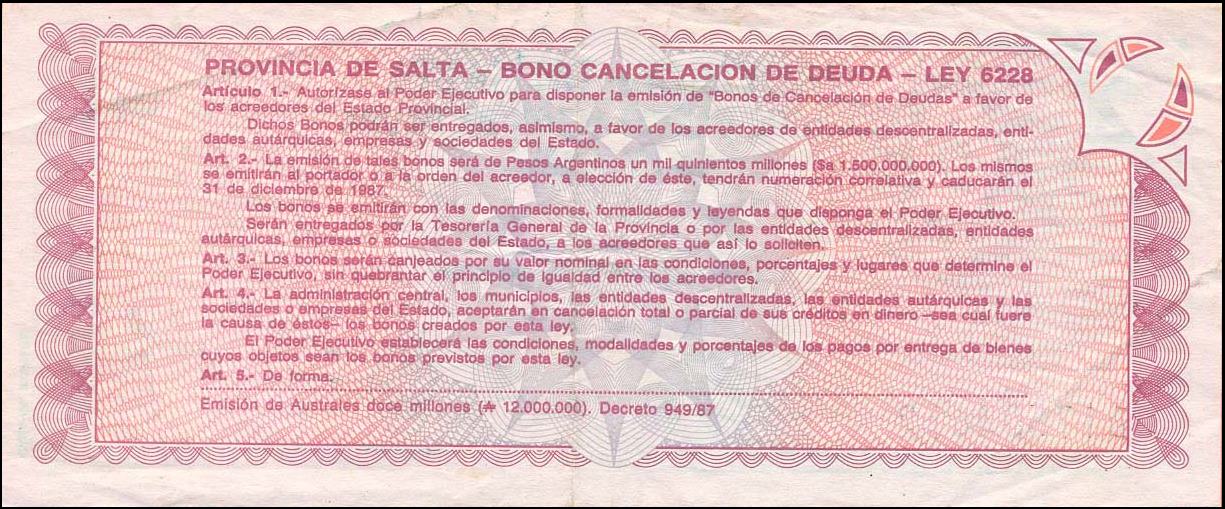 PROVINCIA DE SALTA – BONO CANCELACION DE DEUDA – LEY 6228
Artículo 1.- Autorízase al Poder Ejecutivo para disponer la emisión de "Bonos de Cancelación de Deudas" a favor de
los acreedores del Estado Provincial.
Dichos Bonos podrán ser entregados, asimismo, a favor de los acreedores de entidades descentralizadas, enti-
dades autárquicas, empresas y sociedades del Estado.
Art. 2.- La emisión de tales bonos será de Pesos Argentinos un mil quinientos millones ($a 1.500.000.000). Los mismos
se emitirán al portador o a la orden del acreedor, a elección de éste, tendrán numeración correlativa y caducarán el
31 de diciembre de 1987.
Los bonos se emitirán con las denominaciones, formalidades y leyendas que disponga el Poder Ejecutivo.
Serán entregados por la Tesorería General de la Provincia o por las entidades descentralizadas, entidades
autárquicas, empresas o sociedades del Estado, a los acreedores que así lo soliciten.
Art. 3.- Los bonos serán canjeados por su valor nominal en las condiciones, porcentajes y lugares que determine el
Poder Ejecutivo, sin quebrantar el principio de igualdad entre los acreedores.
Art. 4.- La administración central, los municipios, las entidades descentralizadas, las entidades autárquicas y las
sociedades o empresas del Estado, aceptarán en cancelación total o parcial de sus créditos en dinero –sea cual fuere
la causa de éstos– los bonos creados por esta ley.
El Poder Ejecutivo establecerá las condiciones, modalidades y porcentajes de los pagos por entrega de bienes
cuyos objetos sean los bonos previstos por esta ley.
Art. 5.- De forma.
Emisión de Australes doce millones (₳ 12.000.000). Decreto 949/87